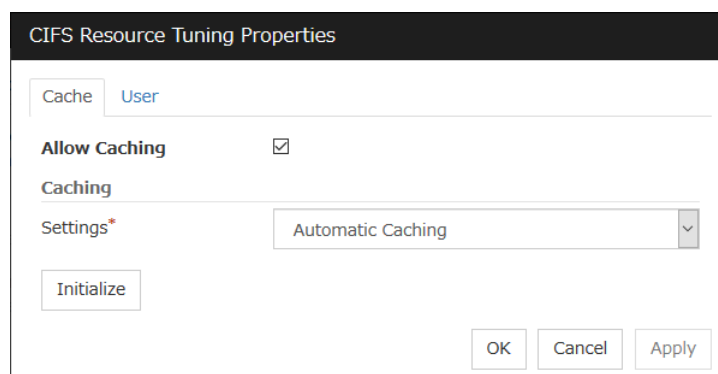 CIFS Resource Tuning Properties
Cache User
Allow Caching
Caching
Settings* Automatic Caching
Initialize
OK Cancel Apply